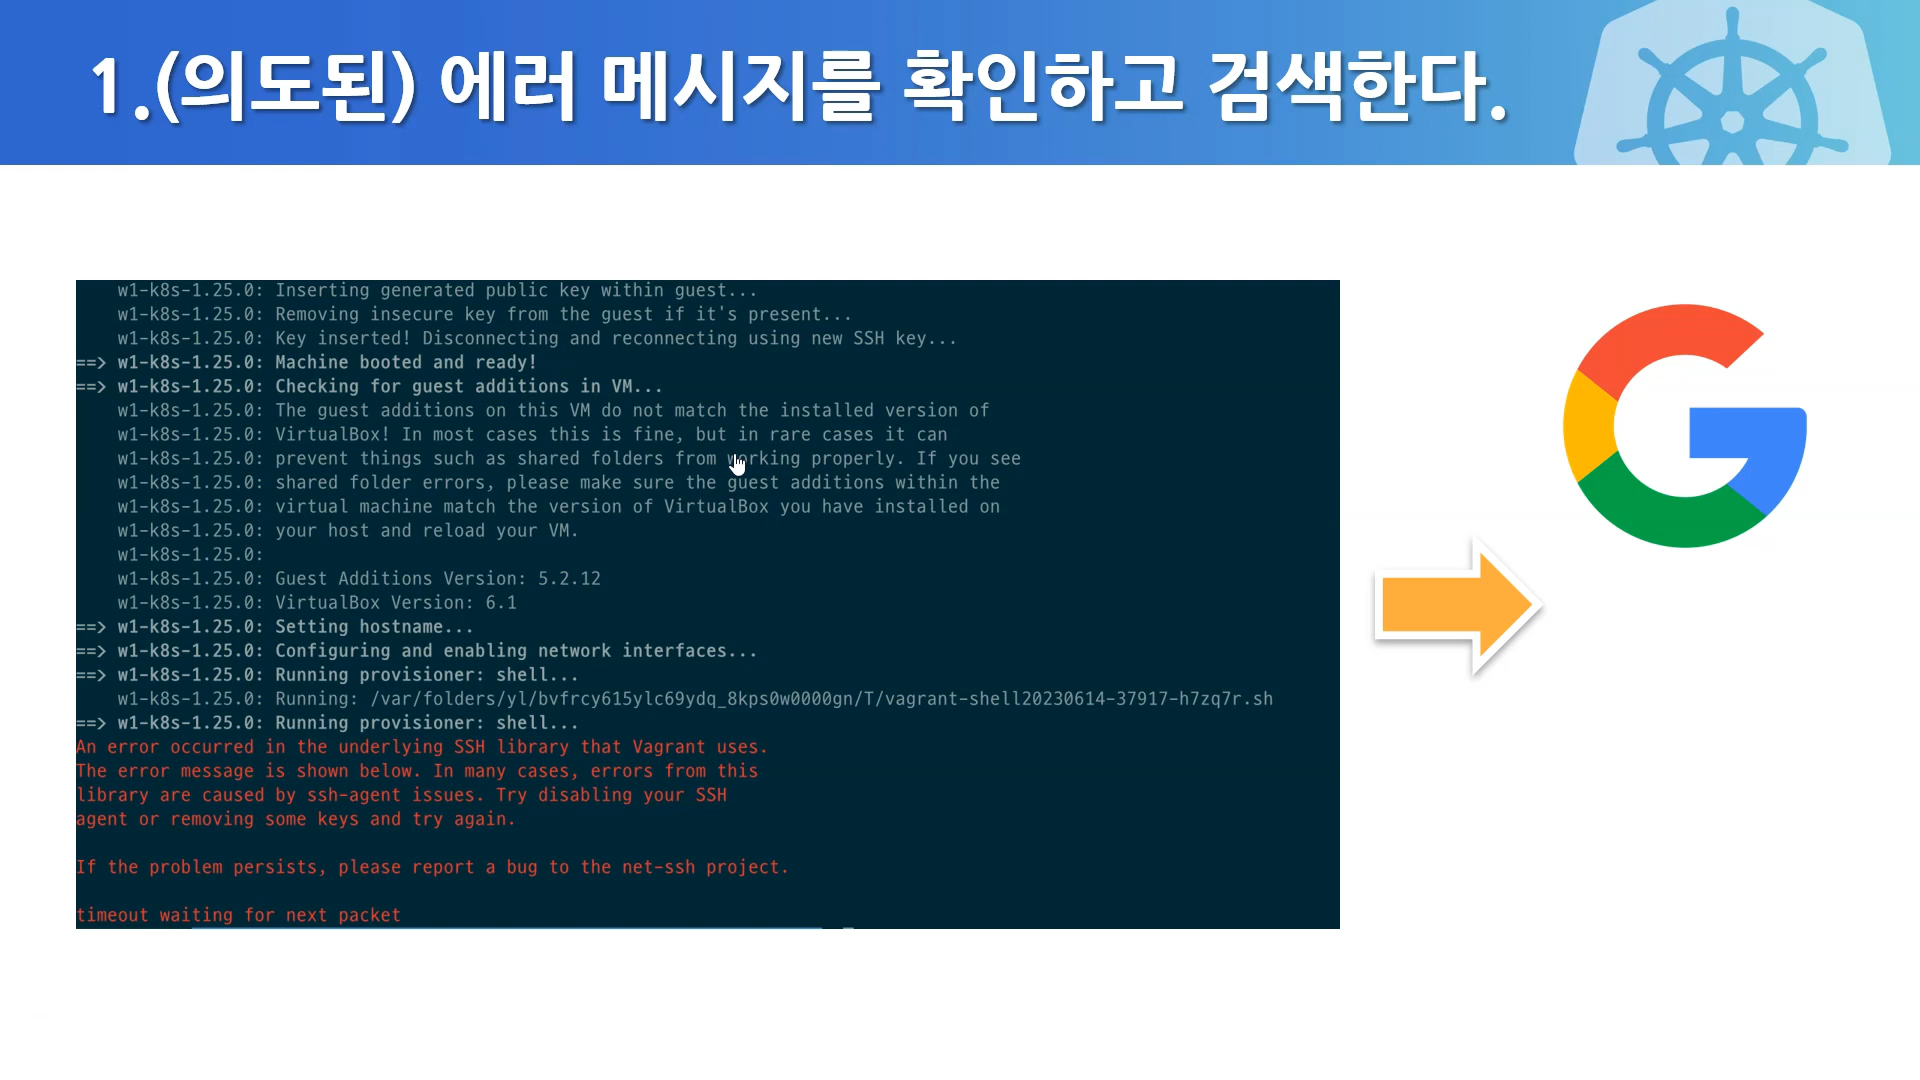 1.(의도된) 에러 메시지를 확인하고 검색한다.
w1-k8s-1.25.0: Inserting generated public key within guest...
w1-k8s-1.25.0: Removing insecure key from the guest if it's present...
w1-k8s-1.25.0: Key inserted! Disconnecting and reconnecting using new SSH key...
==> w1-k8s-1.25.0: Machine booted and ready!
==> w1-k8s-1.25.0: Checking for guest additions in VM...
w1-k8s-1.25.0: The guest additions on this VM do not match the installed version of
w1-k8s-1.25.0: VirtualBox! In most cases this is fine, but in rare cases it can
w1-k8s-1.25.0: prevent things such as shared folders from working properly. If you see
w1-k8s-1.25.0: shared folder errors, please make sure the guest additions within the
w1-k8s-1.25.0: virtual machine match the version of VirtualBox you have installed on
w1-k8s-1.25.0: your host and reload your VM.
w1-k8s-1.25.0:
w1-k8s-1.25.0: Guest Additions Version: 5.2.12
w1-k8s-1.25.0: VirtualBox Version: 6.1
==> w1-k8s-1.25.0: Setting hostname...
==> w1-k8s-1.25.0: Configuring and enabling network interfaces...
==> w1-k8s-1.25.0: Running provisioner: shell...
w1-k8s-1.25.0: Running: /var/folders/yl/bvfrcy615ylc69ydq_8kps0w0000gn/T/vagrant-shell20230614-37917-h7zq7r.sh
==> w1-k8s-1.25.0: Running provisioner: shell...
An error occurred in the underlying SSH library that Vagrant uses.
The error message is shown below. In many cases, errors from this
library are caused by ssh-agent issues. Try disabling your SSH
agent or removing some keys and try again.
If the problem persists, please report a bug to the net-ssh project.
timeout waiting for next packet